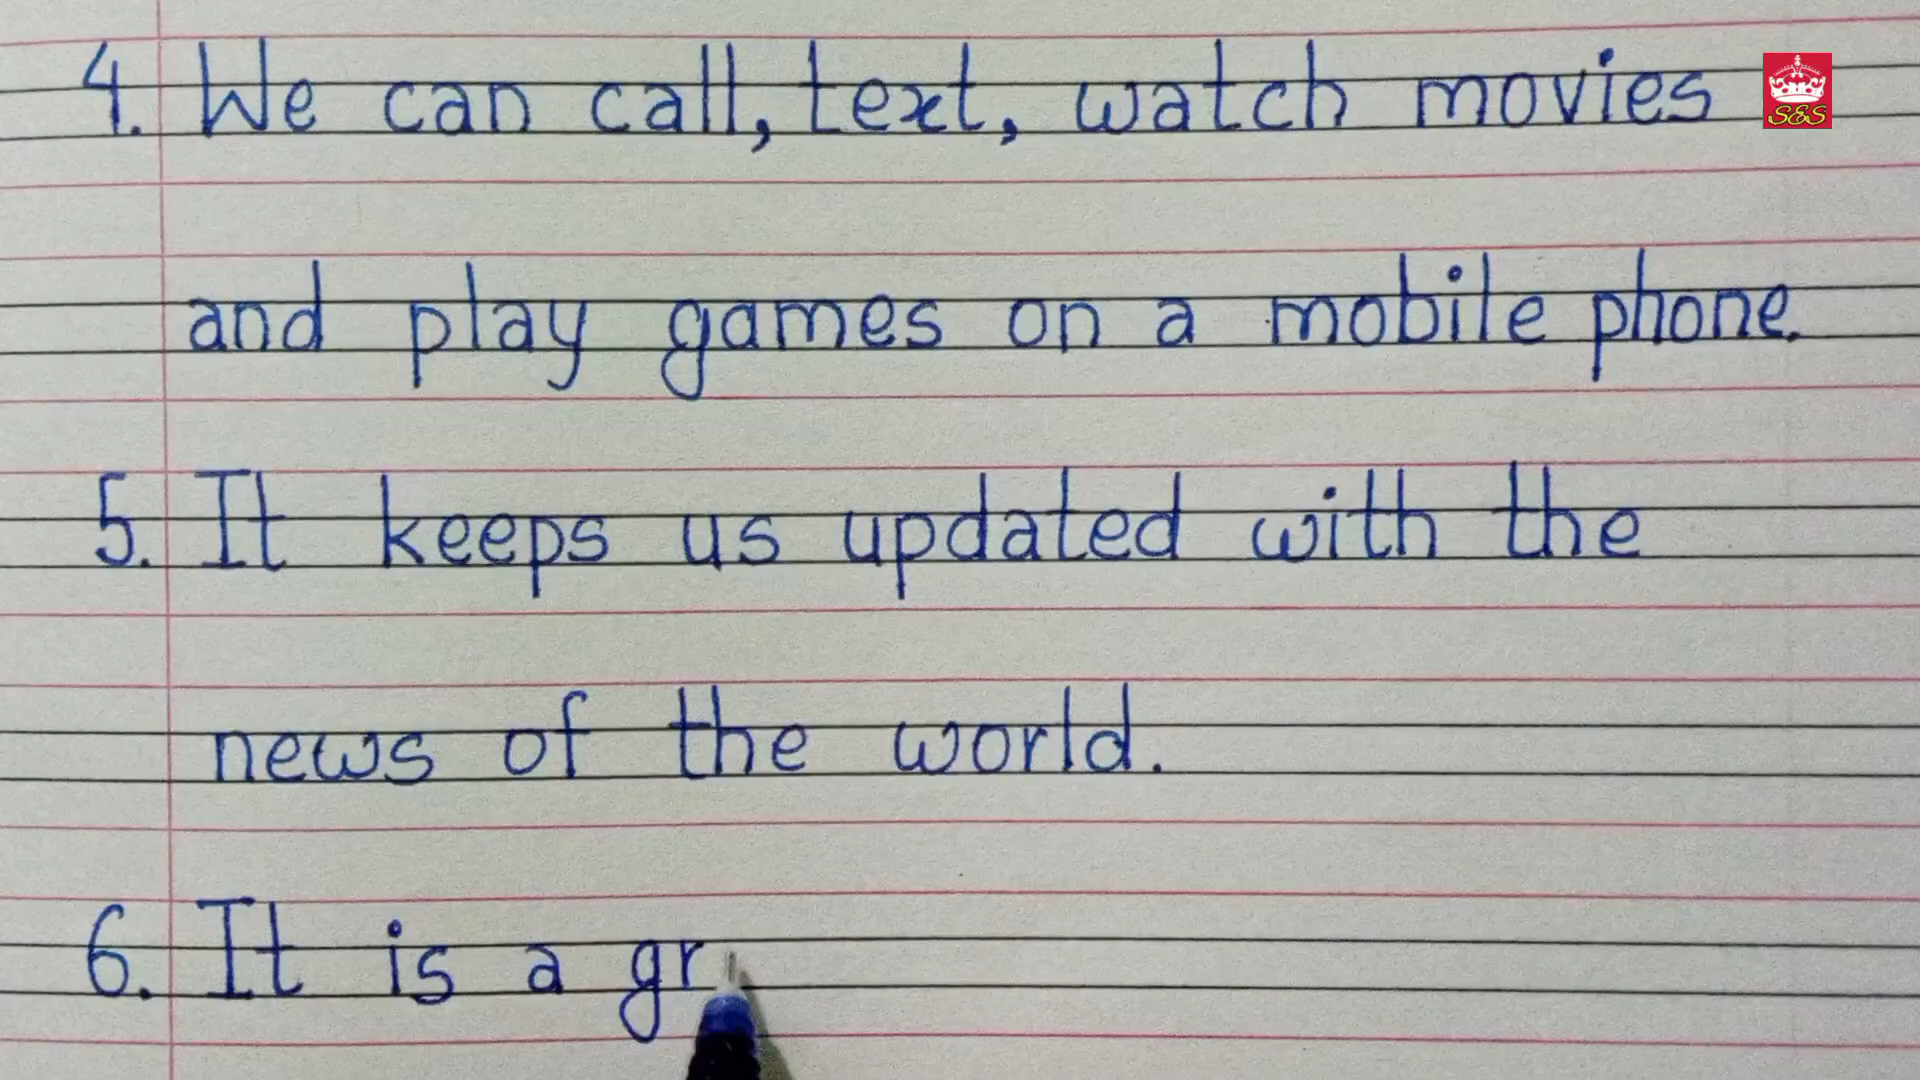 4. We can call, text, watch movies
and play games on a mobile phone.
5. It keeps us updated with the
news of the world.
6. It is a gr
S&S